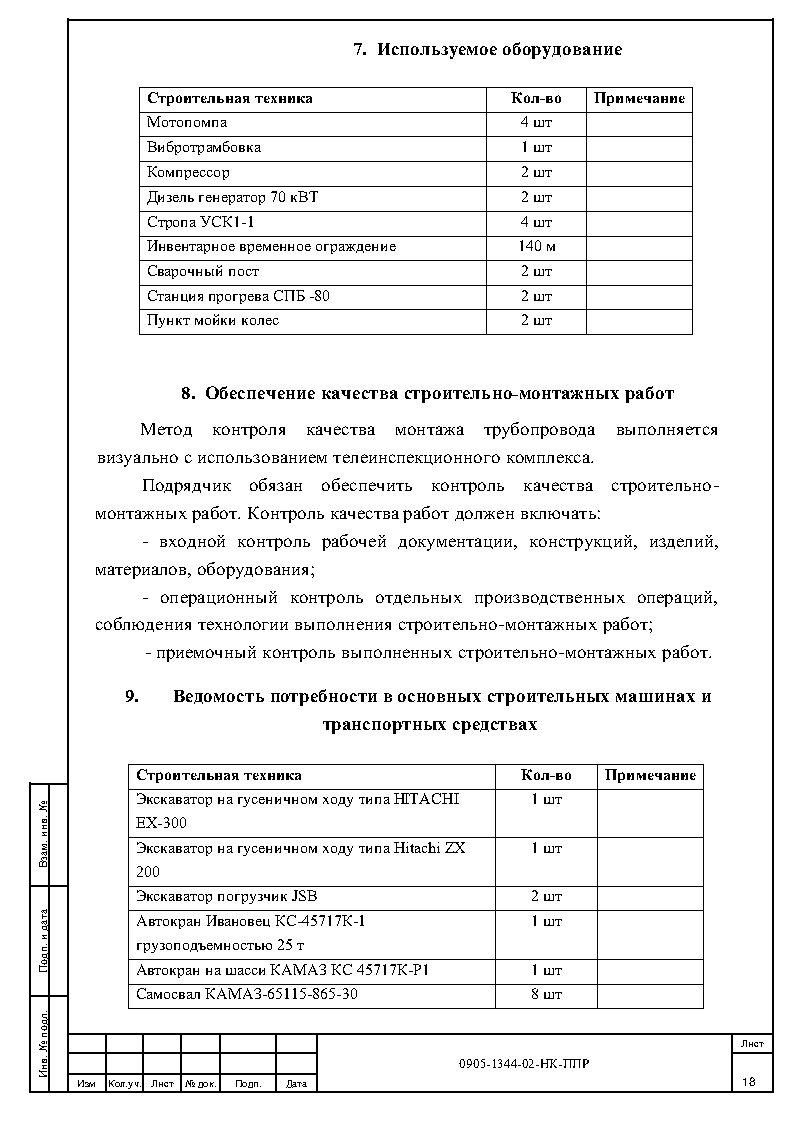 7. Используемое оборудование
Строительная техника Кол-во Примечание
Мотопомпа 4 шт
Вибротрамбовка 1 шт
Компрессор 2 шт
Дизель генератор 70 кВТ 2 шт
Стропа УСК1-1 4 шт
Инвентарное временное ограждение 140 м
Сварочный пост 2 шт
Станция прогрева СПБ -80 2 шт
Пункт мойки колес 2 шт
8. Обеспечение качества строительно-монтажных работ
Метод контроля качества монтажа трубопровода выполняется
визуально с использованием телеинспекционного комплекса.
Подрядчик обязан обеспечить контроль качества строительно-
монтажных работ. Контроль качества работ должен включать:
- входной контроль рабочей документации, конструкций, изделий,
материалов, оборудования;
- операционный контроль отдельных производственных операций,
соблюдения технологии выполнения строительно-монтажных работ;
- приемочный контроль выполненных строительно-монтажных работ.
9. Ведомость потребности в основных строительных машинах и
транспортных средствах
Строительная техника Кол-во Примечание
Экскаватор на гусеничном ходу типа HITACHI 1 шт
EX-300
Экскаватор на гусеничном ходу типа Hitachi ZX 1 шт
200
Экскаватор погрузчик JSB 2 шт
Автокран Ивановец КС-45717К-1 1 шт
грузоподъемностью 25 т
Автокран на шасси КАМАЗ КС 45717К-Р1 1 шт
Самосвал КАМАЗ-65115-865-30 8 шт
Взам. инв. №
Подп. и дата
Инв. № подл.
Изм Кол.уч. Лист № док. Подп. Дата
0905-1344-02-НК-ППР
Лист
18